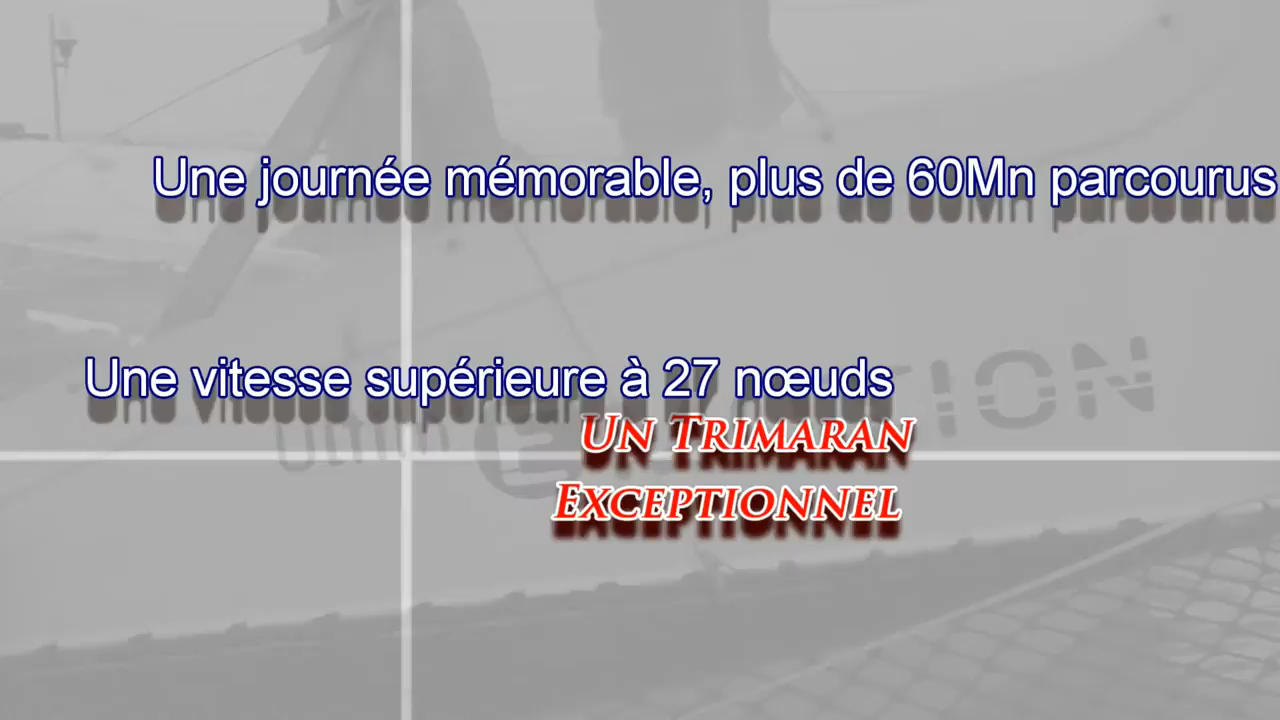 Une journée mémorable, plus de 60Mn parcourus
Une vitesse supérieure à 27 nœuds
Un Trimaran
Exceptionnel